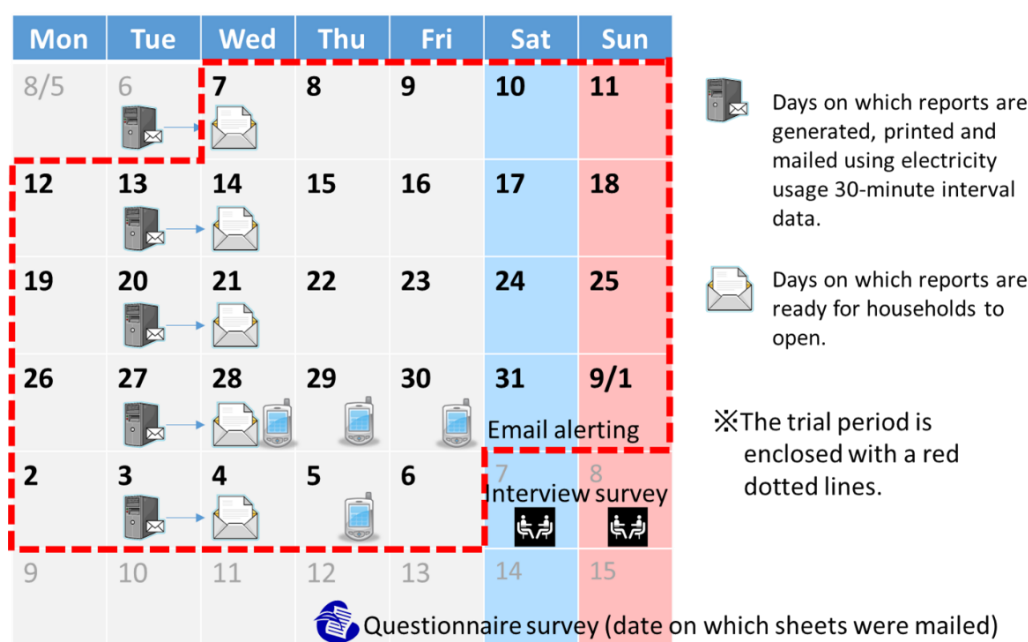 Mon Tue Wed Thu Fri Sat Sun
8/5 6 7 8 9 10 11
12 13 14 15 16 17 18
19 20 21 22 23 24 25
26 27 28 29 30 31 9/1
Email alerting
2 3 4 5 6 7 8
Interview survey
9 10 11 12 13 14 15
Questionnaire survey (date on which sheets were mailed)
Days on which reports are
generated, printed and
mailed using electricity
usage 30-minute interval
data.
Days on which reports are
ready for households to
open.
※The trial period is
enclosed with a red
dotted lines.